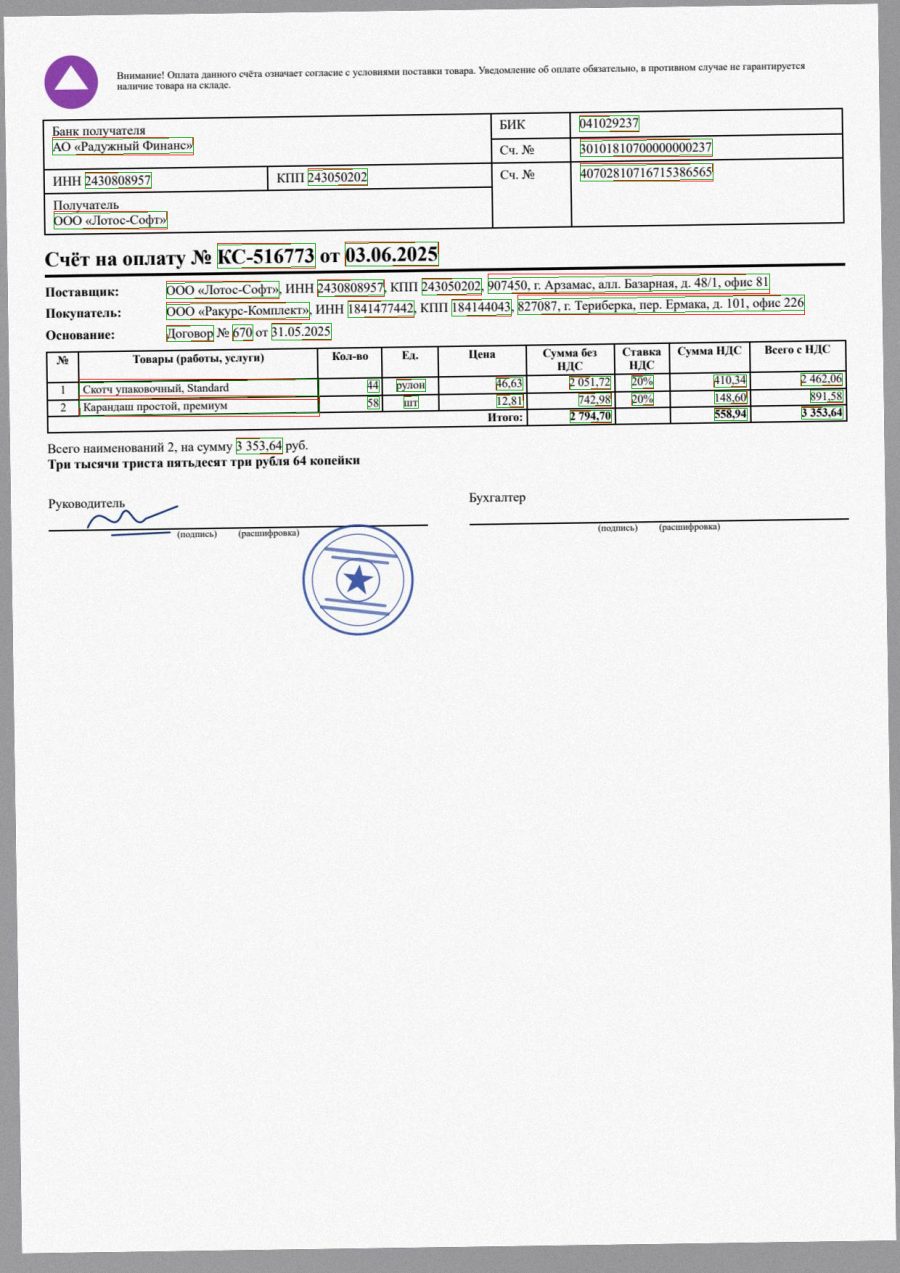 Внимание! Оплата данного счёта означает согласие с условиями поставки товара. Уведомление об оплате обязательно, в противном случае не гарантируется
наличие товара на складе.
Банк получателя
АО «Радужный Финанс»
БИК 041029237
Сч. № 30101810700000000237
ИНН 2430808957 КПП 243050202 Сч. № 40702810716715386565
Получатель
ООО «Лотос-Софт»
Счёт на оплату № КС-516773 от 03.06.2025
Поставщик: ООО «Лотос-Софт», ИНН 2430808957, КПП 243050202, 907450, г. Арзамас, алл. Базарная, д. 48/1, офис 81
Покупатель: ООО «Ракурс-Комплект», ИНН 1841477442, КПП 184144043, 827087, г. Териберка, пер. Ермака, д. 101, офис 226
Основание: Договор № 670 от 31.05.2025
№ Товары (работы, услуги) Кол-во Ед. Цена Сумма без НДС Ставка НДС Сумма НДС Всего с НДС
1 Скотч упаковочный, Standard 44 рулон 46,63 2 051,72 20% 410,34 2 462,06
2 Карандаш простой, премиум 58 шт 12,81 742,98 20% 148,60 891,58
Итого: 2 794,70 558,94 3 353,64
Всего наименований 2, на сумму 3 353,64 руб.
Три тысячи триста пятьдесят три рубля 64 копейки
Руководитель
Бухгалтер
(подпись) (расшифровка)
(подпись) (расшифровка)